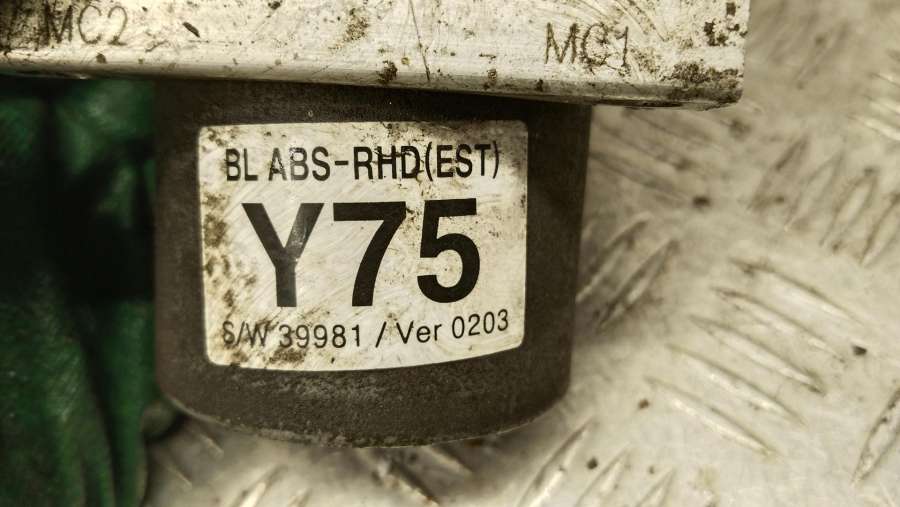 MC2 MC1
BL ABS-RHD(EST)
Y75
S/W 39981 / Ver 0203